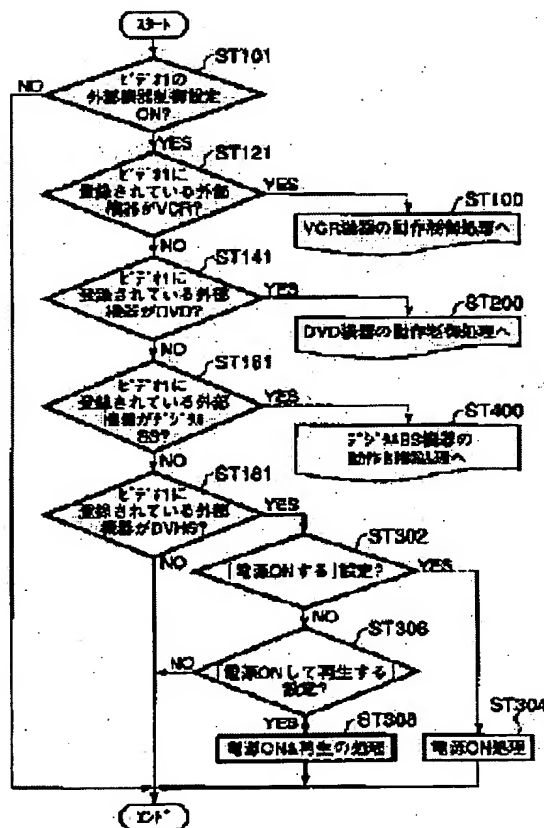 スタート
ST101
ビデオ1の
外部機器制御設定
ON?
NO
YES
ST121
ビデオ1に
登録されている外部
機器がVCR?
YES
ST100
VCR機器の動作制御処理へ
NO
ST141
ビデオ1に
登録されている外部
機器がDVD?
YES
ST200
DVD機器の動作制御処理へ
NO
ST161
ビデオ1に
登録されている外部
機器がデジタル
BS?
YES
ST400
デジタルBS機器の
動作制御処理へ
NO
ST181
ビデオ1に
登録されている外部
機器がDVHS?
YES
NO
ST302
「電源ONする」設定?
YES
NO
ST306
「電源ONして再生する」
設定?
NO
YES
ST308
電源ON&再生の処理
ST304
電源ON処理
エンド